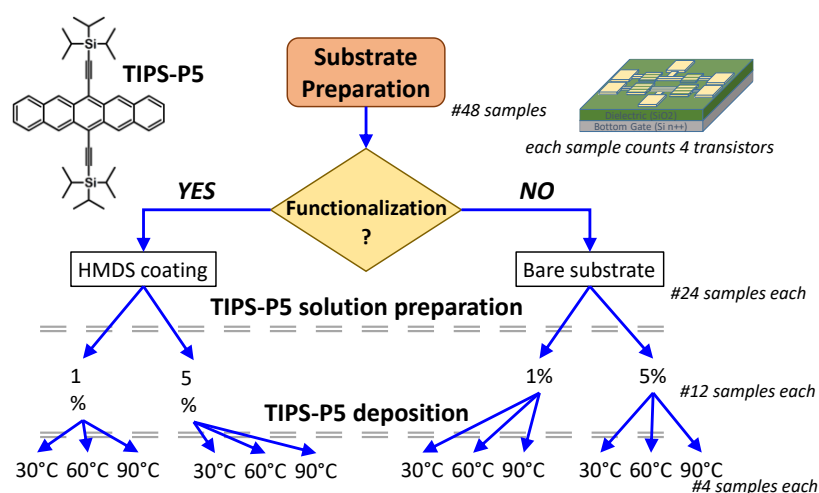 TIPS-P5
Si
Si
Substrate
Preparation
#48 samples
Dielectric (SiO2)
Bottom Gate (Si n++)
each sample counts 4 transistors
YES
NO
Functionalization
?
HMDS coating
Bare substrate
#24 samples each
TIPS-P5 solution preparation
1
%
5
%
1%
5%
#12 samples each
TIPS-P5 deposition
30°C 60°C 90°C
30°C 60°C 90°C
30°C 60°C 90°C
30°C 60°C 90°C
#4 samples each